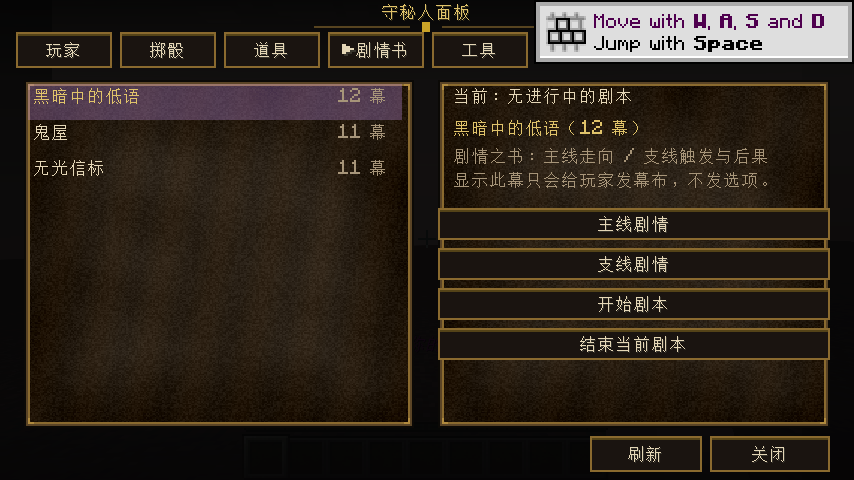 守秘人面板
Move with W, A, S and D
Jump with Space
玩家
掷骰
道具
▶剧情书
工具
黑暗中的低语 12 幕
鬼屋 11 幕
无光信标 11 幕
当前：无进行中的剧本
黑暗中的低语（12 幕）
剧情之书：主线走向 / 支线触发与后果
显示此幕只会给玩家发幕布，不发选项。
主线剧情
支线剧情
开始剧本
结束当前剧本
刷新
关闭